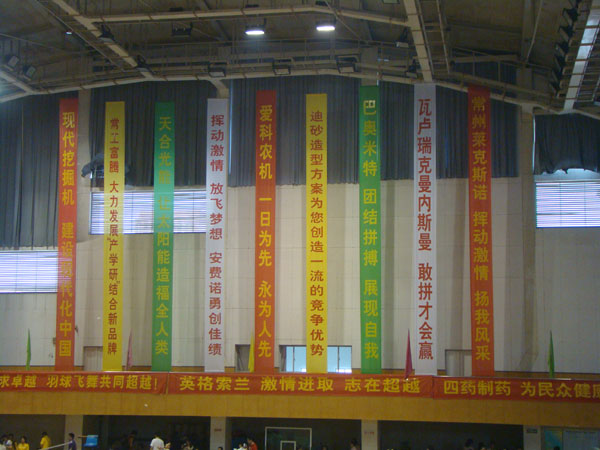 现代挖掘机 建设现代化中国
常工富腾 大力发展"产学研"结合新品牌
天合光能 让太阳能造福全人类
挥动激情 放飞梦想 安费诺勇创佳绩
爱科农机 一日为先 永为人先
迪砂造型方案为您创造一流的竞争优势
巴奥米特 团结拼搏 展现自我
瓦卢瑞克曼内斯曼 敢拼才会赢
常州莱克斯诺 挥动激情 扬我风采
求卓越 羽球飞舞共同超越
英格索兰 激情进取 志在超越
四药制药 为民众健康